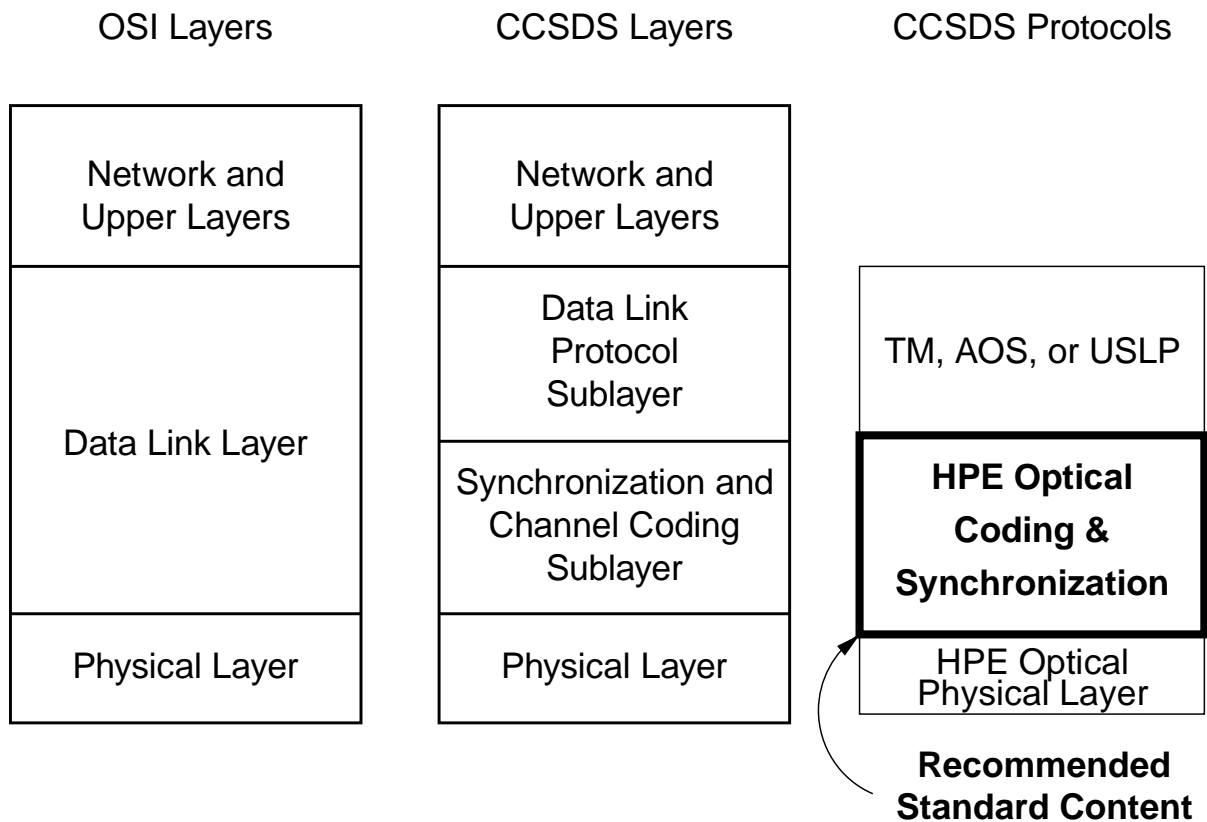 OSI Layers
CCSDS Layers
CCSDS Protocols
Network and
Upper Layers
Data Link Layer
Physical Layer
Network and
Upper Layers
Data Link
Protocol
Sublayer
Synchronization and
Channel Coding
Sublayer
Physical Layer
TM, AOS, or USLP
HPE Optical
Coding &
Synchronization
HPE Optical
Physical Layer
Recommended
Standard Content